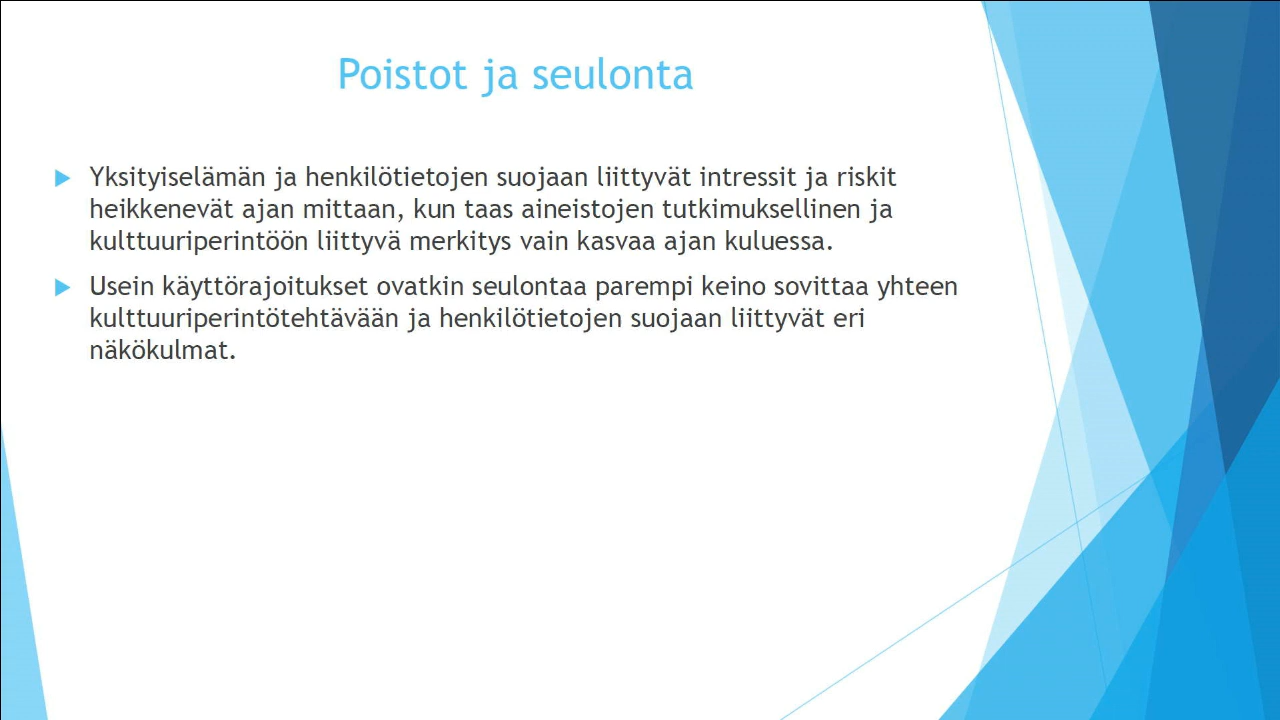 Poistot ja seulonta
Yksityiselämän ja henkilötietojen suojaan liittyvät intressit ja riskit
heikkenevät ajan mittaan, kun taas aineistojen tutkimuksellinen ja
kulttuuriperintöön liittyvä merkitys vain kasvaa ajan kuluessa.
Usein käyttörajoitukset ovatkin seulontaa parempi keino sovittaa yhteen
kulttuuriperintötehtävään ja henkilötietojen suojaan liittyvät eri
näkökulmat.